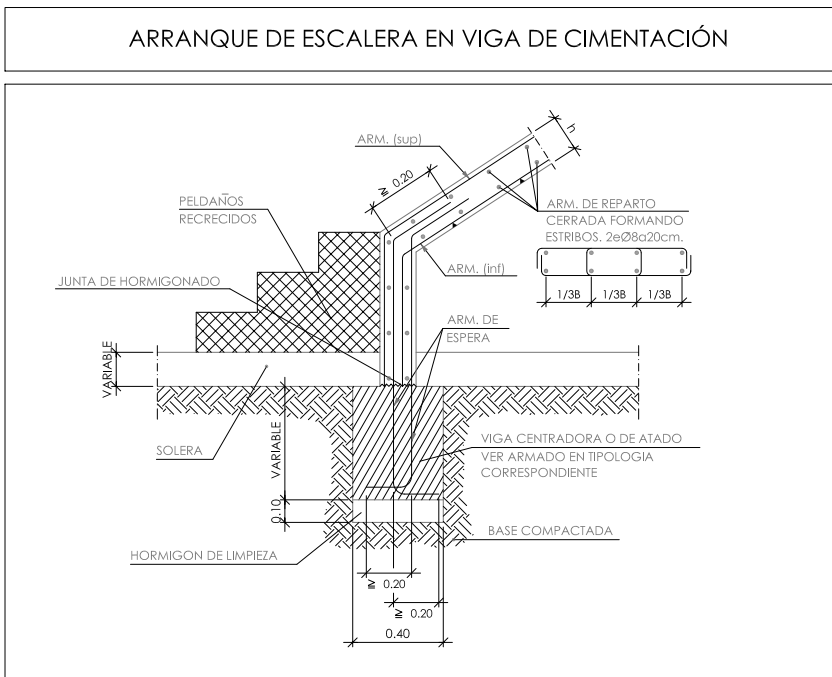 ARRANQUE DE ESCALERA EN VIGA DE CIMENTACIÓN
ARM. (sup)
h
≥ 0.20
PELDAÑOS
RECRECIDOS
ARM. DE REPARTO
CERRADA FORMANDO
ESTRIBOS. 2eØ8a20cm.
JUNTA DE HORMIGONADO
ARM. (inf)
1/3B 1/3B 1/3B
ARM. DE
ESPERA
VARIABLE
SOLERA
VARIABLE
VIGA CENTRADORA O DE ATADO
VER ARMADO EN TIPOLOGIA
CORRESPONDIENTE
0.10
BASE COMPACTADA
HORMIGON DE LIMPIEZA
≥ 0.20
≥ 0.20
0.40